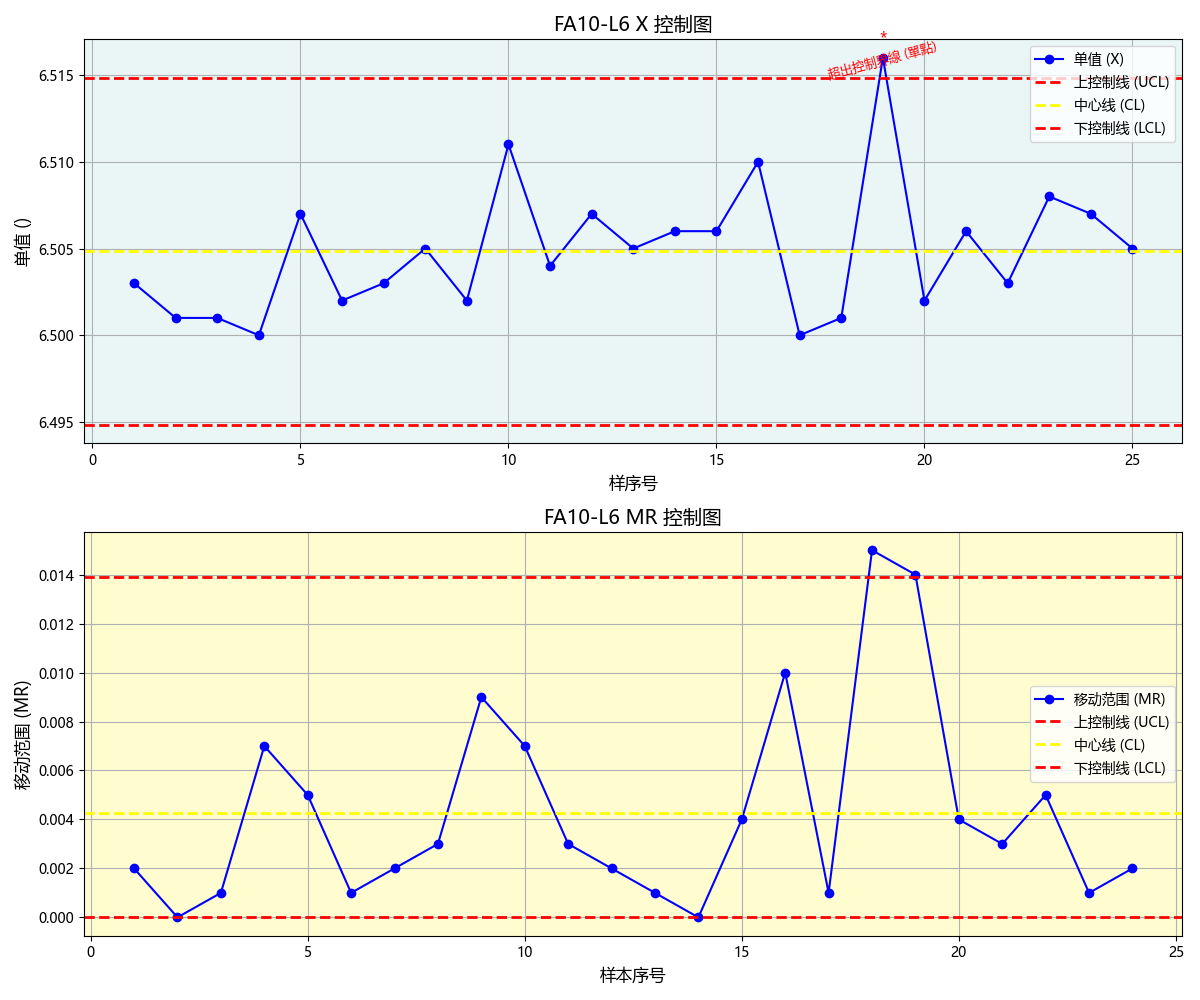 FA10-L6 X 控制图
*
超出控制界線 (單點)
单值 (X)
上控制线 (UCL)
中心线 (CL)
下控制线 (LCL)
6.515
6.510
6.505
6.500
6.495
单值 ()
0 5 10 15 20 25
样序号
FA10-L6 MR 控制图
0.014
0.012
0.010
0.008
0.006
0.004
0.002
0.000
移动范围 (MR)
移动范围 (MR)
上控制线 (UCL)
中心线 (CL)
下控制线 (LCL)
0 5 10 15 20 25
样本序号